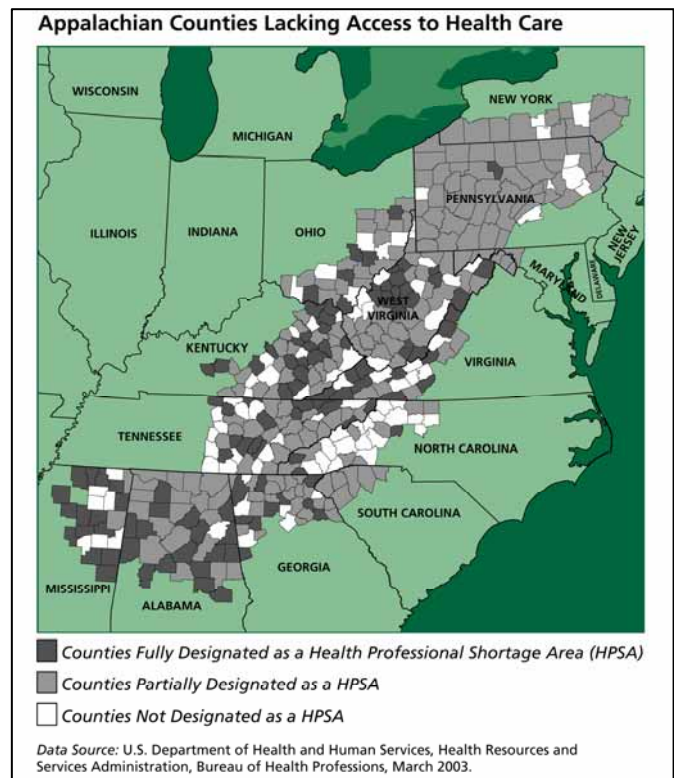 Appalachian Counties Lacking Access to Health Care
WISCONSIN
MICHIGAN
NEW YORK
PENNSYLVANIA
ILLINOIS
INDIANA
OHIO
NEW
JERSEY
MARYLAND
DELAWARE
WEST
VIRGINIA
KENTUCKY
VIRGINIA
TENNESSEE
NORTH CAROLINA
SOUTH CAROLINA
GEORGIA
MISSISSIPPI
ALABAMA
Counties Fully Designated as a Health Professional Shortage Area (HPSA)
Counties Partially Designated as a HPSA
Counties Not Designated as a HPSA
Data Source: U.S. Department of Health and Human Services, Health Resources and
Services Administration, Bureau of Health Professions, March 2003.